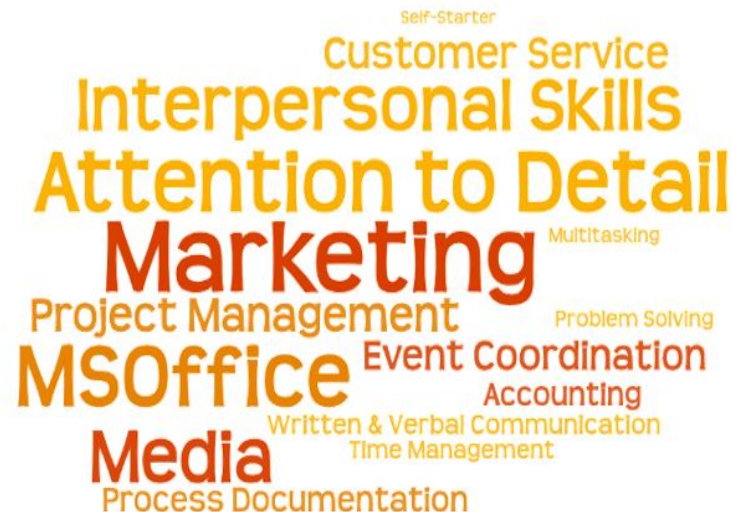 Self-Starter
Customer Service
Interpersonal Skills
Attention to Detail
Marketing
Multitasking
Project Management
Problem Solving
MSOffice
Event Coordination
Accounting
Written & Verbal Communication
Media
Time Management
Process Documentation